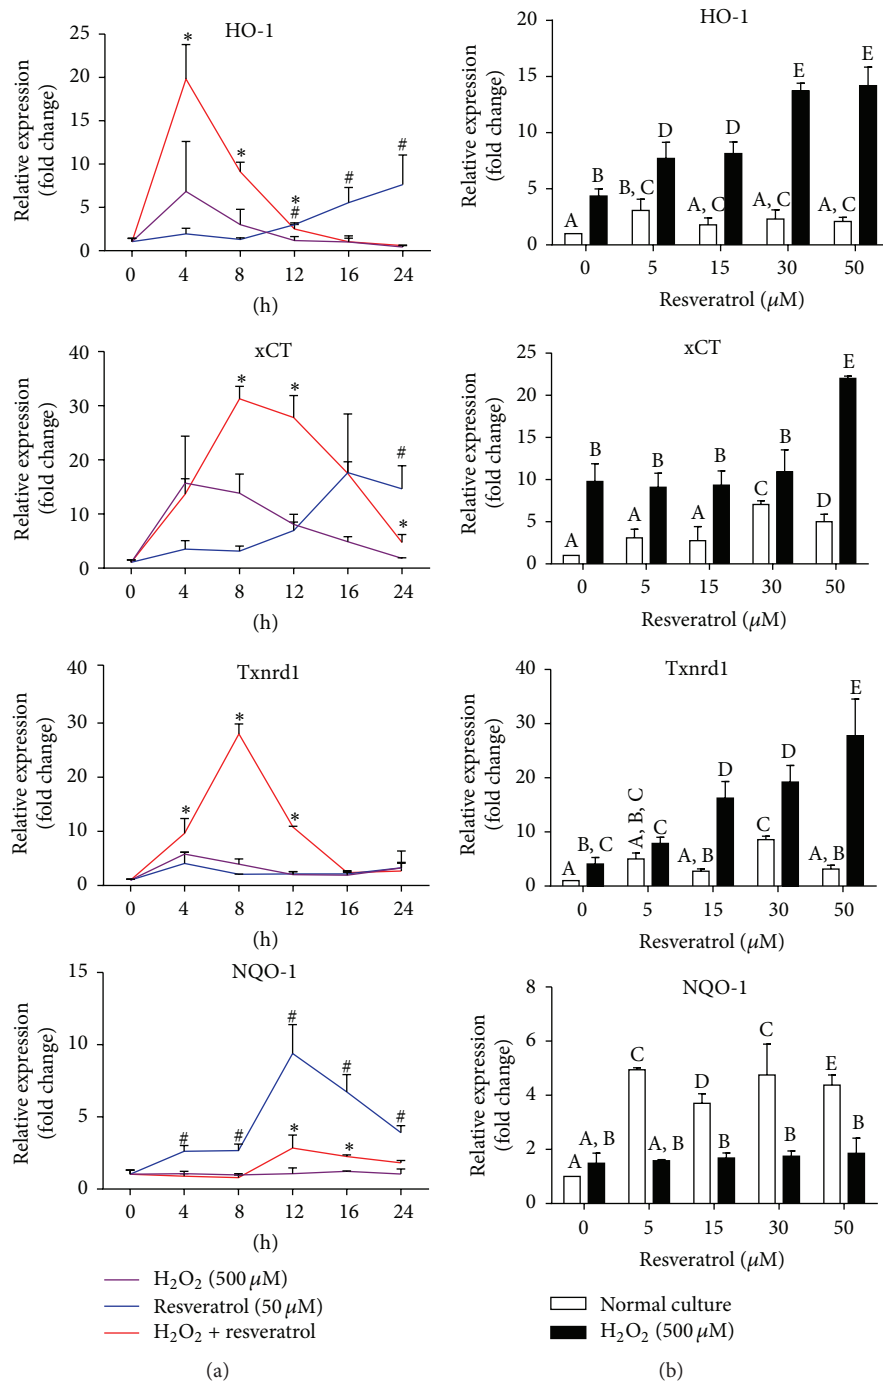 HO-1
Relative expression
(fold change)
25
20
15
10
5
0
*
*
*
#
#
#
0 4 8 12 16 24
(h)
xCT
Relative expression
(fold change)
40
30
20
10
0
*
*
#
*
0 4 8 12 16 24
(h)
Txnrd1
Relative expression
(fold change)
40
30
20
10
0
*
*
*
0 4 8 12 16 24
(h)
NQO-1
Relative expression
(fold change)
15
10
5
0
# # # # #
* *
0 4 8 12 16 24
(h)
H₂O₂ (500 μM)
Resveratrol (50 μM)
H₂O₂ + resveratrol
(a)
HO-1
Relative expression
(fold change)
20
15
10
5
0
A B B, C D A, C D A, C E A, C E
0 5 15 30 50
Resveratrol (μM)
xCT
Relative expression
(fold change)
25
20
15
10
5
0
A B A B A B C B D E
0 5 15 30 50
Resveratrol (μM)
Txnrd1
Relative expression
(fold change)
40
30
20
10
0
A B, C A, B, C C A, B D C D A, B E
0 5 15 30 50
Resveratrol (μM)
NQO-1
Relative expression
(fold change)
8
6
4
2
0
A A, B C A, B D B C B E B
0 5 15 30 50
Resveratrol (μM)
Normal culture
H₂O₂ (500 μM)
(b)